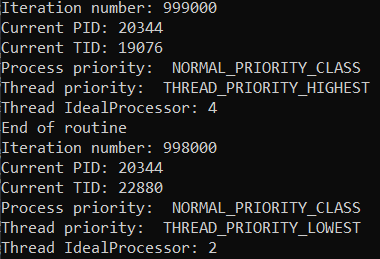 Iteration number: 999000
Current PID: 20344
Current TID: 19076
Process priority:  NORMAL_PRIORITY_CLASS
Thread priority:  THREAD_PRIORITY_HIGHEST
Thread IdealProcessor: 4
End of routine
Iteration number: 998000
Current PID: 20344
Current TID: 22880
Process priority:  NORMAL_PRIORITY_CLASS
Thread priority:  THREAD_PRIORITY_LOWEST
Thread IdealProcessor: 2